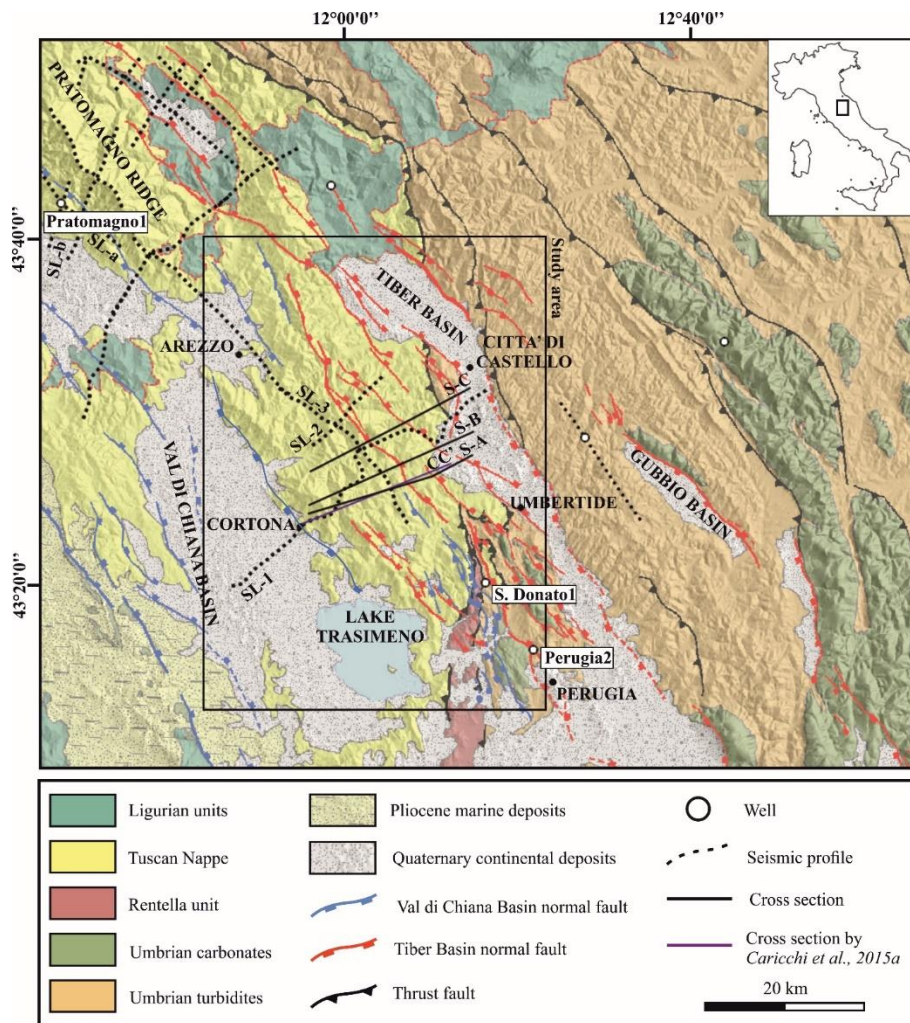 12°00'0''
12°40'0''
PRATOMAGNO RIDGE
Pratomagno1
43°40'0''
SL-b
SL-a
TIBER BASIN
Study area
AREZZO
CITTA' DI
CASTELLO
SL-3
S-C
SL-2
S-B
CC'
S-A
VAL DI CHIANA BASIN
GUBBIO BASIN
UMBERTIDE
CORTONA
43°20'0''
SL-1
S. Donato1
LAKE
TRASIMENO
Perugia2
PERUGIA
Ligurian units
Pliocene marine deposits
Well
Tuscan Nappe
Quaternary continental deposits
Seismic profile
Rentella unit
Val di Chiana Basin normal fault
Cross section
Umbrian carbonates
Tiber Basin normal fault
Cross section by
Caricchi et al., 2015a
Umbrian turbidites
Thrust fault
20 km